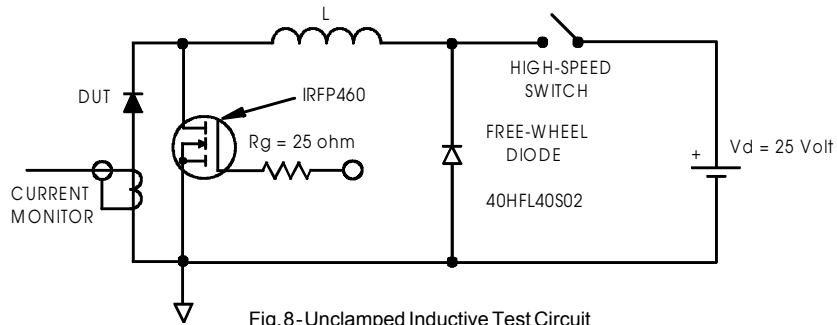 L
HIGH-SPEED
SWITCH
DUT
IRFP460
Rg = 25 ohm
FREE-WHEEL
DIODE
+
Vd = 25 Volt
40HFL40S02
CURRENT
MONITOR
Fig. 8 - Unclamped Inductive Test Circuit